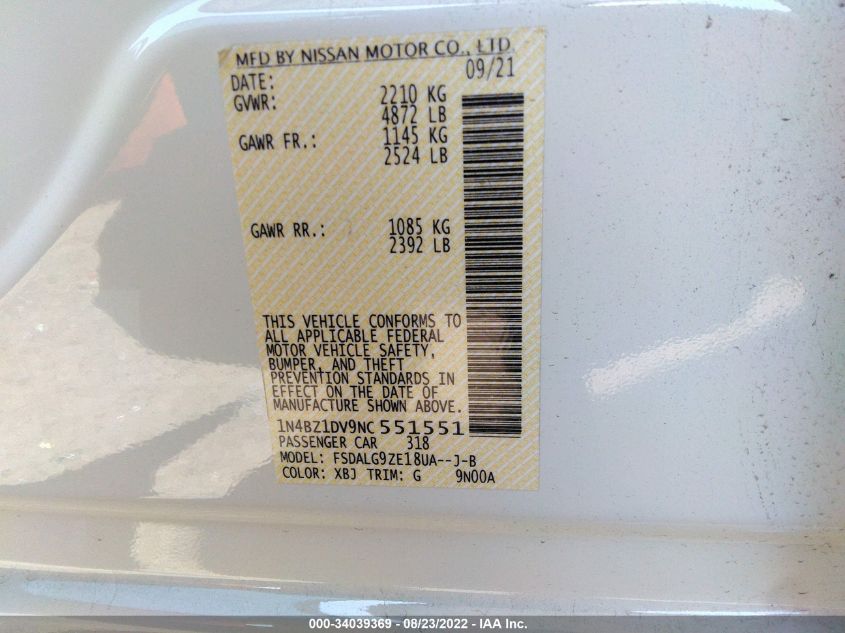 MFD BY NISSAN MOTOR CO., LTD.
DATE: 09/21
GVWR: 2210 KG
4872 LB
GAWR FR.: 1145 KG
2524 LB
GAWR RR.: 1085 KG
2392 LB
THIS VEHICLE CONFORMS TO
ALL APPLICABLE FEDERAL
MOTOR VEHICLE SAFETY,
BUMPER, AND THEFT
PREVENTION STANDARDS IN
EFFECT ON THE DATE OF
MANUFACTURE SHOWN ABOVE.
1N4BZ1DV9NC551551
PASSENGER CAR 318
MODEL: FSDALG9ZE18UA--J-B
COLOR: XBJ TRIM: G 9N00A
000-34039369 - 08/23/2022 - IAA Inc.